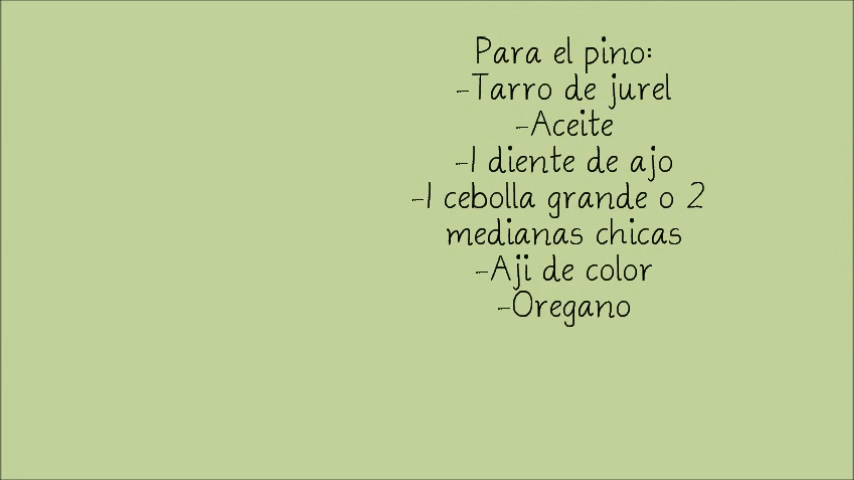 Para el pino:
-Tarro de jurel
-Aceite
-1 diente de ajo
-1 cebolla grande o 2
medianas chicas
-Aji de color
-Oregano